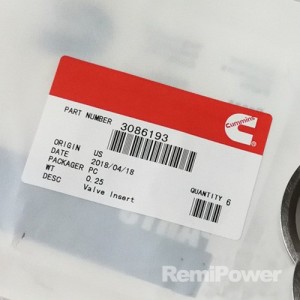 Cummins
PART NUMBER 3086193
ORIGIN US
DATE 2018/04/18
PACKAGER PC
WT 0.25
DESC Valve Insert
QUANTITY 6
RemiPower